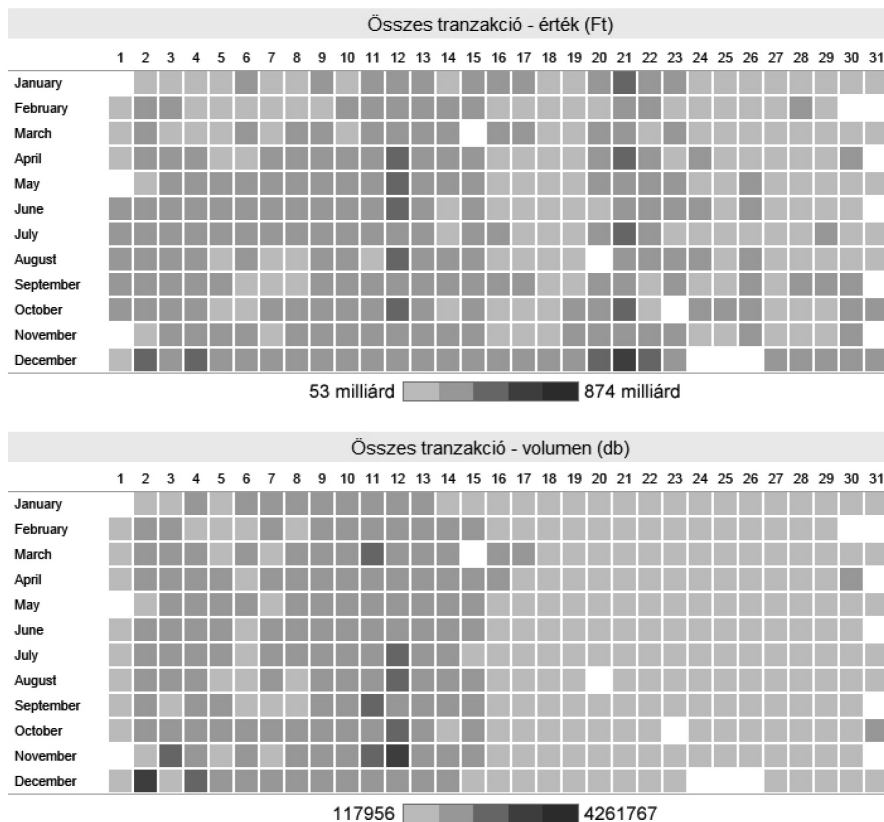 Összes tranzakció - érték (Ft)
1 2 3 4 5 6 7 8 9 10 11 12 13 14 15 16 17 18 19 20 21 22 23 24 25 26 27 28 29 30 31
January
February
March
April
May
June
July
August
September
October
November
December
53 milliárd 874 milliárd
Összes tranzakció - volumen (db)
1 2 3 4 5 6 7 8 9 10 11 12 13 14 15 16 17 18 19 20 21 22 23 24 25 26 27 28 29 30 31
January
February
March
April
May
June
July
August
September
October
November
December
117956 4261767